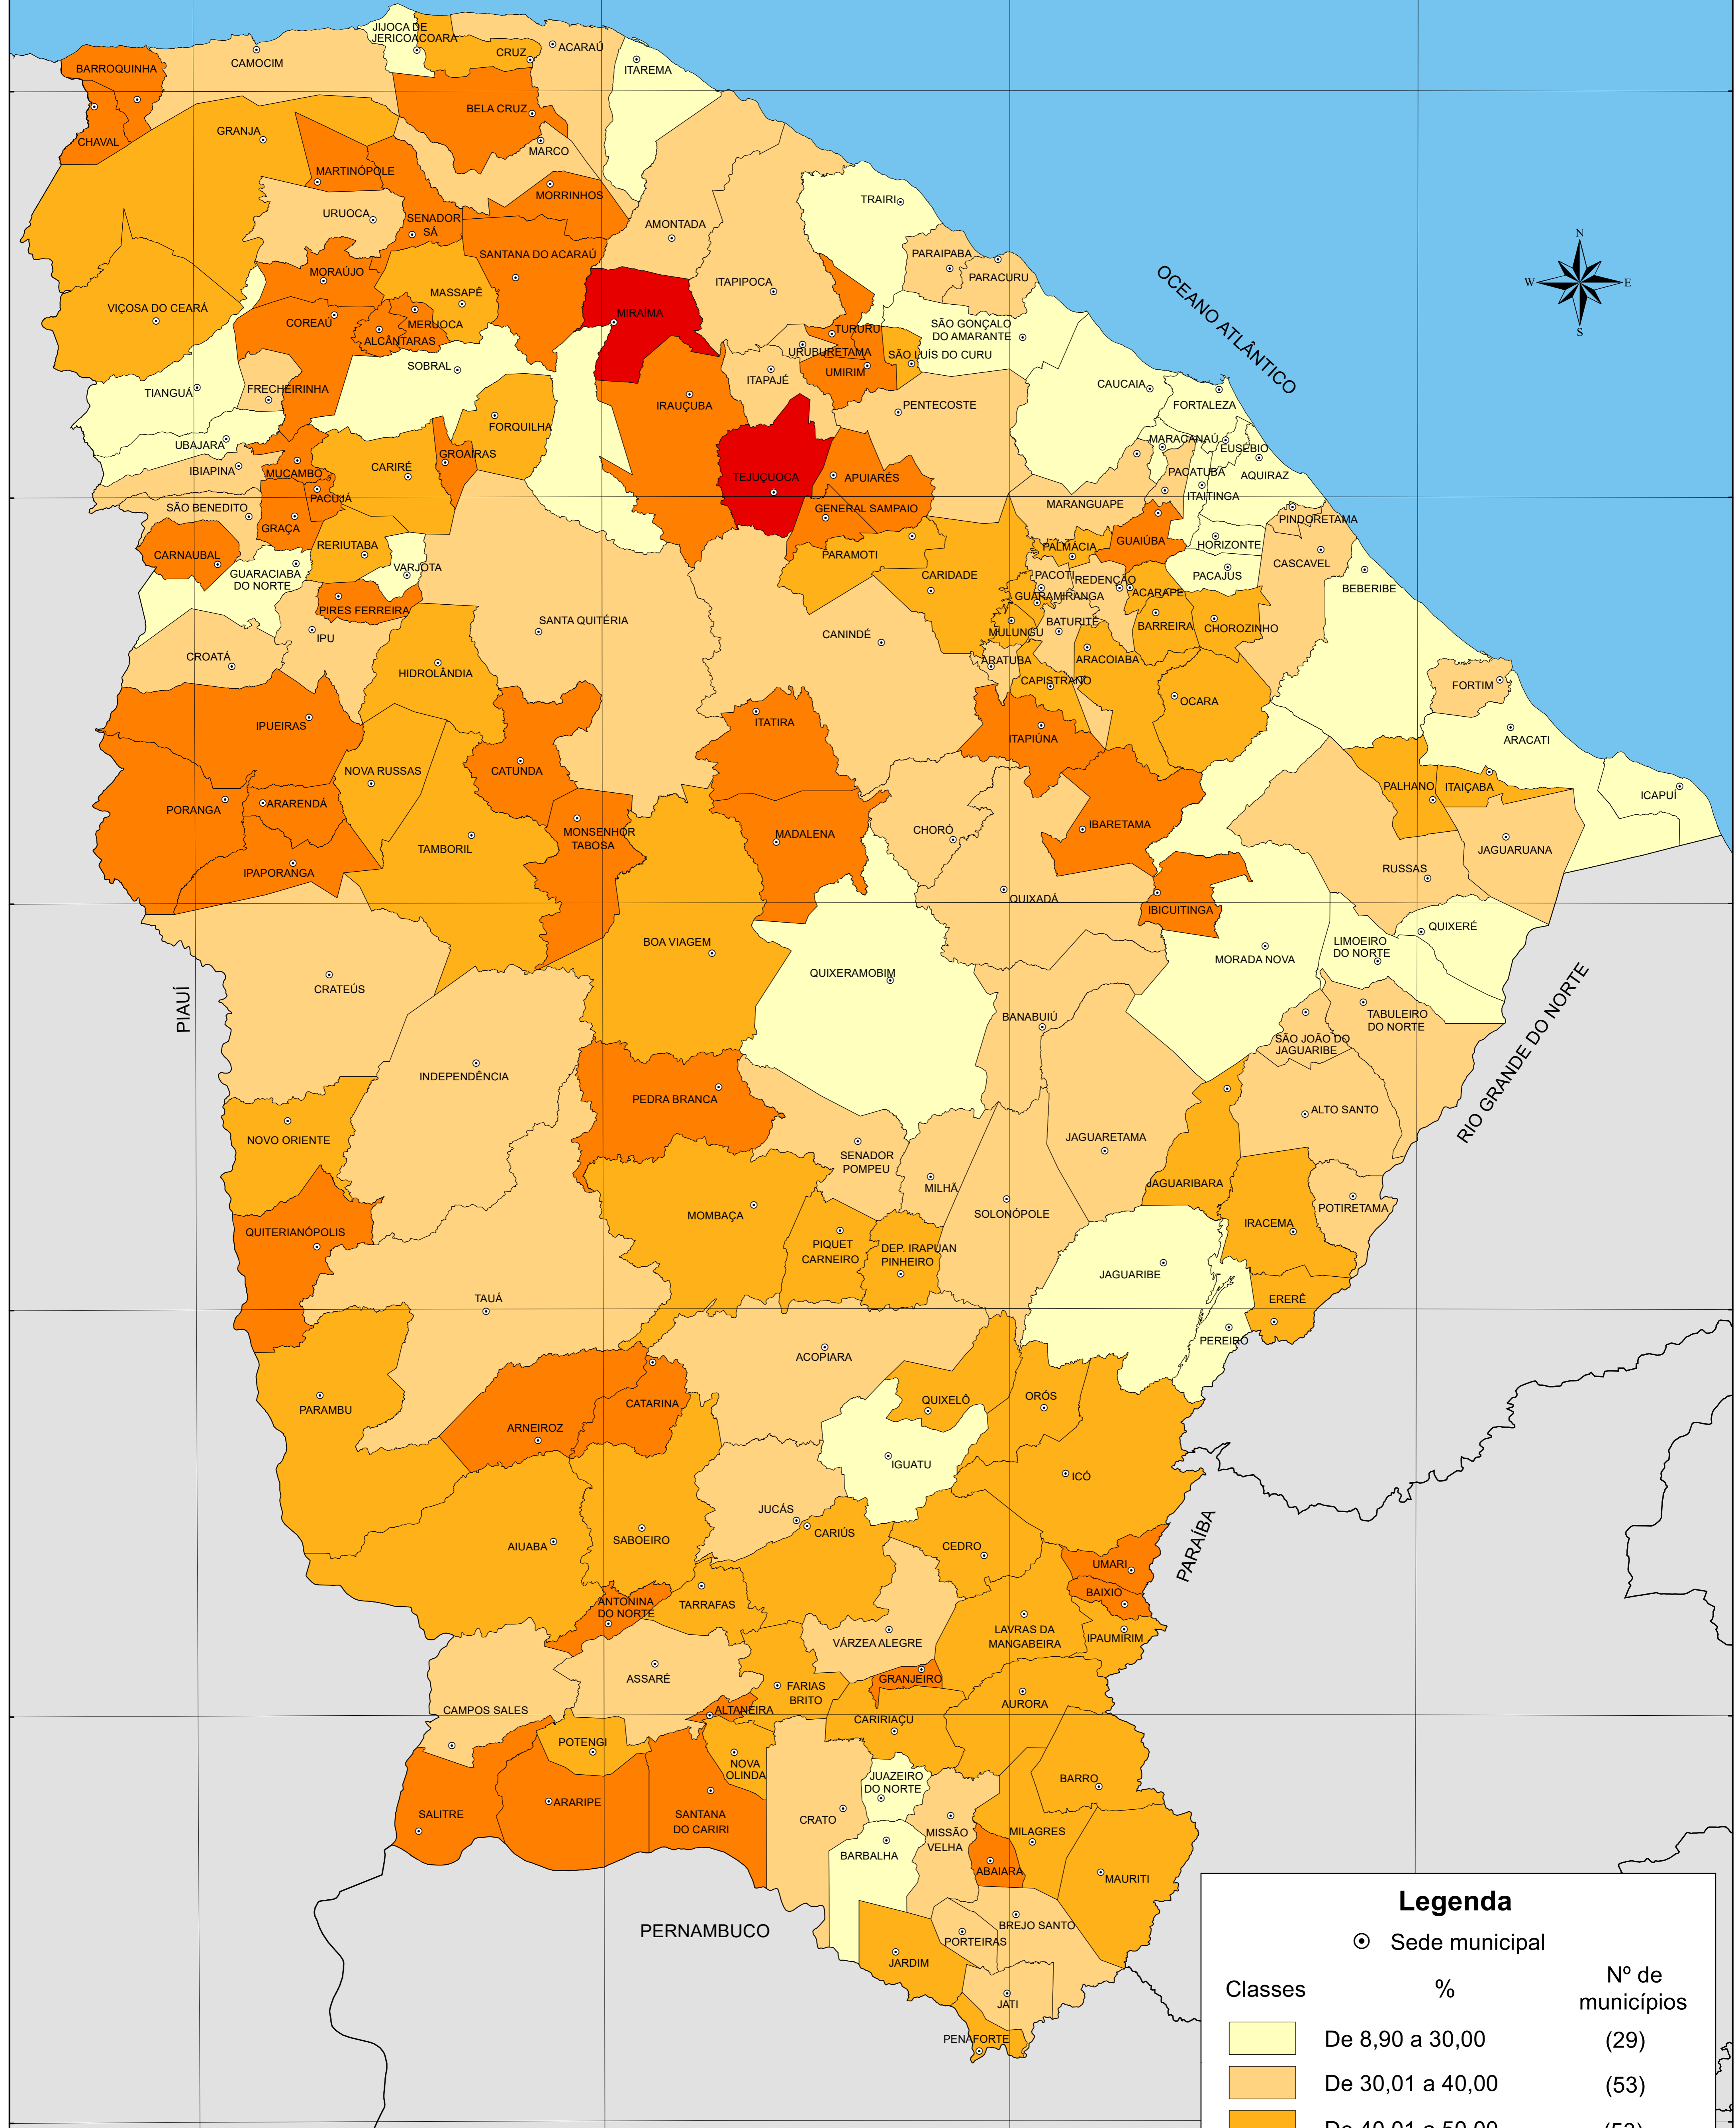 JIJOCA DE
JERICOACOARA
CRUZ
ACARAÚ
BARROQUINHA
CAMOCIM
ITAREMA
BELA CRUZ
CHAVAL
GRANJA
MARCO
MARTINÓPOLE
MORRINHOS
TRAIRI
URUOCA
SENADOR
SÁ
AMONTADA
N
W
E
S
SANTANA DO ACARAÚ
PARAIPABA
PARACURU
MORAÚJO
ITAPIPOCA
OCEANO ATLÂNTICO
MASSAPÊ
VIÇOSA DO CEARÁ
MIRAÍMA
COREAÚ
MERUOCA
TURURU
SÃO GONÇALO
DO AMARANTE
ALCÂNTARAS
URUBURETAMA
SÃO LUÍS DO CURU
SOBRAL
UMIRIM
ITAPAJÉ
CAUCAIA
TIANGUÁ
FRECHEIRINHA
IRAUÇUBA
PENTECOSTE
FORTALEZA
FORQUILHA
UBAJARA
MARACANAÚ
EUSÉBIO
GROAÍRAS
IBIAPINA
MUCAMBO
CARIRÉ
TEJUÇUOCA
APUIARÉS
PACATUBA
AQUIRAZ
PACUJÁ
ITAITINGA
SÃO BENEDITO
GENERAL SAMPAIO
MARANGUAPE
PINDORETAMA
GRAÇA
CARNAUBAL
RERIUTABA
PARAMOTI
PALMÁCIA
GUAIÚBA
HORIZONTE
GUARACIABA
DO NORTE
VARJOTA
CARIDADE
PACOTI
REDENÇÃO
PACAJUS
CASCAVEL
BEBERIBE
PIRES FERREIRA
GUARAMIRANGA
ACARAPE
IPU
SANTA QUITÉRIA
CANINDÉ
MULUNGU
BATURITÉ
BARREIRA
CHOROZINHO
CROATÁ
HIDROLÂNDIA
ARATUBA
ARACOIABA
CAPISTRANO
OCARA
FORTIM
IPUEIRAS
ITATIRA
ITAPIÚNA
ARACATI
NOVA RUSSAS
CATUNDA
PALHANO
ITAIÇABA
ICAPUÍ
PORANGA
ARARENDÁ
MONSENHOR
TABOSA
MADALENA
CHORÓ
IBARETAMA
TAMBORIL
JAGUARUANA
IPAPORANGA
RUSSAS
QUIXADÁ
IBICUITINGA
BOA VIAGEM
LIMOEIRO
DO NORTE
QUIXERÉ
CRATEÚS
QUIXERAMOBIM
MORADA NOVA
PIAUÍ
BANABUIÚ
TABULEIRO
DO NORTE
SÃO JOÃO DO
JAGUARIBE
RIO GRANDE DO NORTE
INDEPENDÊNCIA
PEDRA BRANCA
ALTO SANTO
NOVO ORIENTE
SENADOR
POMPEU
JAGUARETAMA
JAGUARIBARA
MILHÃ
POTIRETAMA
MOMBAÇA
SOLONÓPOLE
IRACEMA
QUITERIANÓPOLIS
PIQUET
CARNEIRO
DEP. IRAPUAN
PINHEIRO
JAGUARIBE
TAUÁ
ERERÊ
PEREIRO
ACOPIARA
PARAMBU
CATARINA
QUIXELÔ
ORÓS
ARNEIROZ
IGUATU
ICÓ
JUCÁS
CARIÚS
AIUABA
SABOEIRO
CEDRO
PARAÍBA
UMARI
BAIXIO
ANTONINA
DO NORTE
TARRAFAS
VÁRZEA ALEGRE
LAVRAS DA
MANGABEIRA
IPAUMIRIM
ASSARÉ
FARIAS
BRITO
GRANJEIRO
CAMPOS SALES
ALTANEIRA
AURORA
CARIRIAÇU
POTENGI
NOVA
OLINDA
JUAZEIRO
DO NORTE
BARRO
SALITRE
ARARIPE
SANTANA
DO CARIRI
CRATO
MISSÃO
VELHA
MILAGRES
BARBALHA
ABAIARA
MAURITI
PERNAMBUCO
BREJO SANTO
PORTEIRAS
JARDIM
JATI
PENAFORTE
Legenda
Sede municipal
Classes % Nº de
municípios
De 8,90 a 30,00 (29)
De 30,01 a 40,00 (53)
De 40,01 a 50,00 (53)